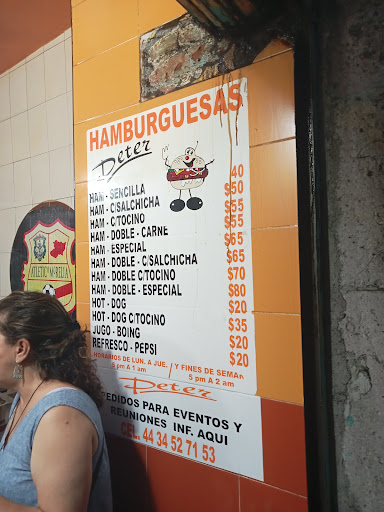 HAMBURGUESAS
Deter
HAM - SENCILLA 40
HAM - C/SALCHICHA $50
HAM - C/TOCINO $55
HAM - DOBLE - CARNE $55
HAM - ESPECIAL $65
HAM - DOBLE - C/SALCHICHA $65
HAM - DOBLE C/TOCINO $70
HAM - DOBLE - ESPECIAL $80
HOT - DOG $20
HOT - DOG C/TOCINO $35
JUGO - BOING $20
REFRESCO - PEPSI $20
HORARIOS DE LUN. A JUE. / Y FINES DE SEMAN
5 pm A 1 am 5 pm A 2 am
Deter
PEDIDOS PARA EVENTOS Y
REUNIONES INF. AQUI
CEL 44 34 52 71 53